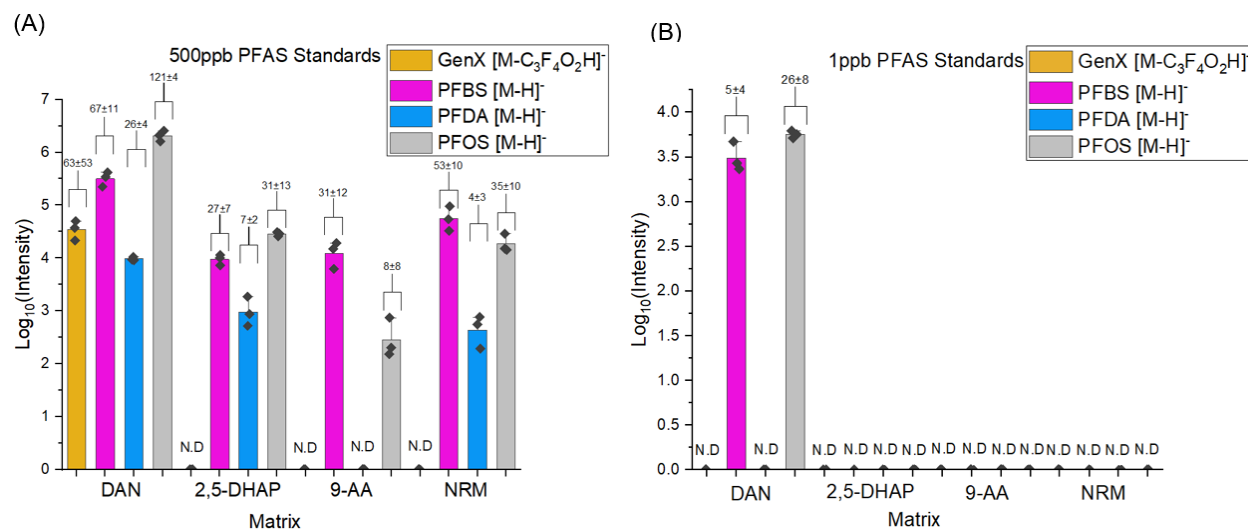 (A)
500ppb PFAS Standards
GenX [M-C₃F₄O₂H]⁻
PFBS [M-H]⁻
PFDA [M-H]⁻
PFOS [M-H]⁻
Log₁₀(Intensity)
7
6
5
4
3
2
1
0
63±53
67±11
26±4
121±4
N.D
27±7
7±2
31±13
N.D
31±12
N.D
8±8
N.D
53±10
4±3
35±10
DAN
2,5-DHAP
9-AA
NRM
Matrix
(B)
1ppb PFAS Standards
GenX [M-C₃F₄O₂H]⁻
PFBS [M-H]⁻
PFDA [M-H]⁻
PFOS [M-H]⁻
Log₁₀(Intensity)
4.0
3.5
3.0
2.5
2.0
1.5
1.0
0.5
0.0
N.D
5±4
N.D
26±8
N.D
N.D
N.D
N.D
N.D
N.D
N.D
N.D
N.D
N.D
N.D
N.D
DAN
2,5-DHAP
9-AA
NRM
Matrix